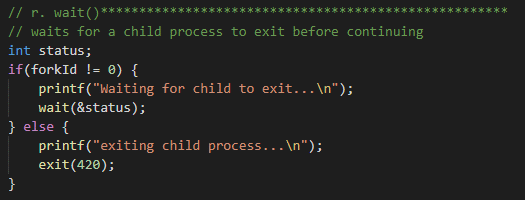 // r. wait()****************************************************
// waits for a child process to exit before continuing
int status;
if(forkId != 0) {
    printf("Waiting for child to exit...\n");
    wait(&status);
} else {
    printf("exiting child process...\n");
    exit(420);
}